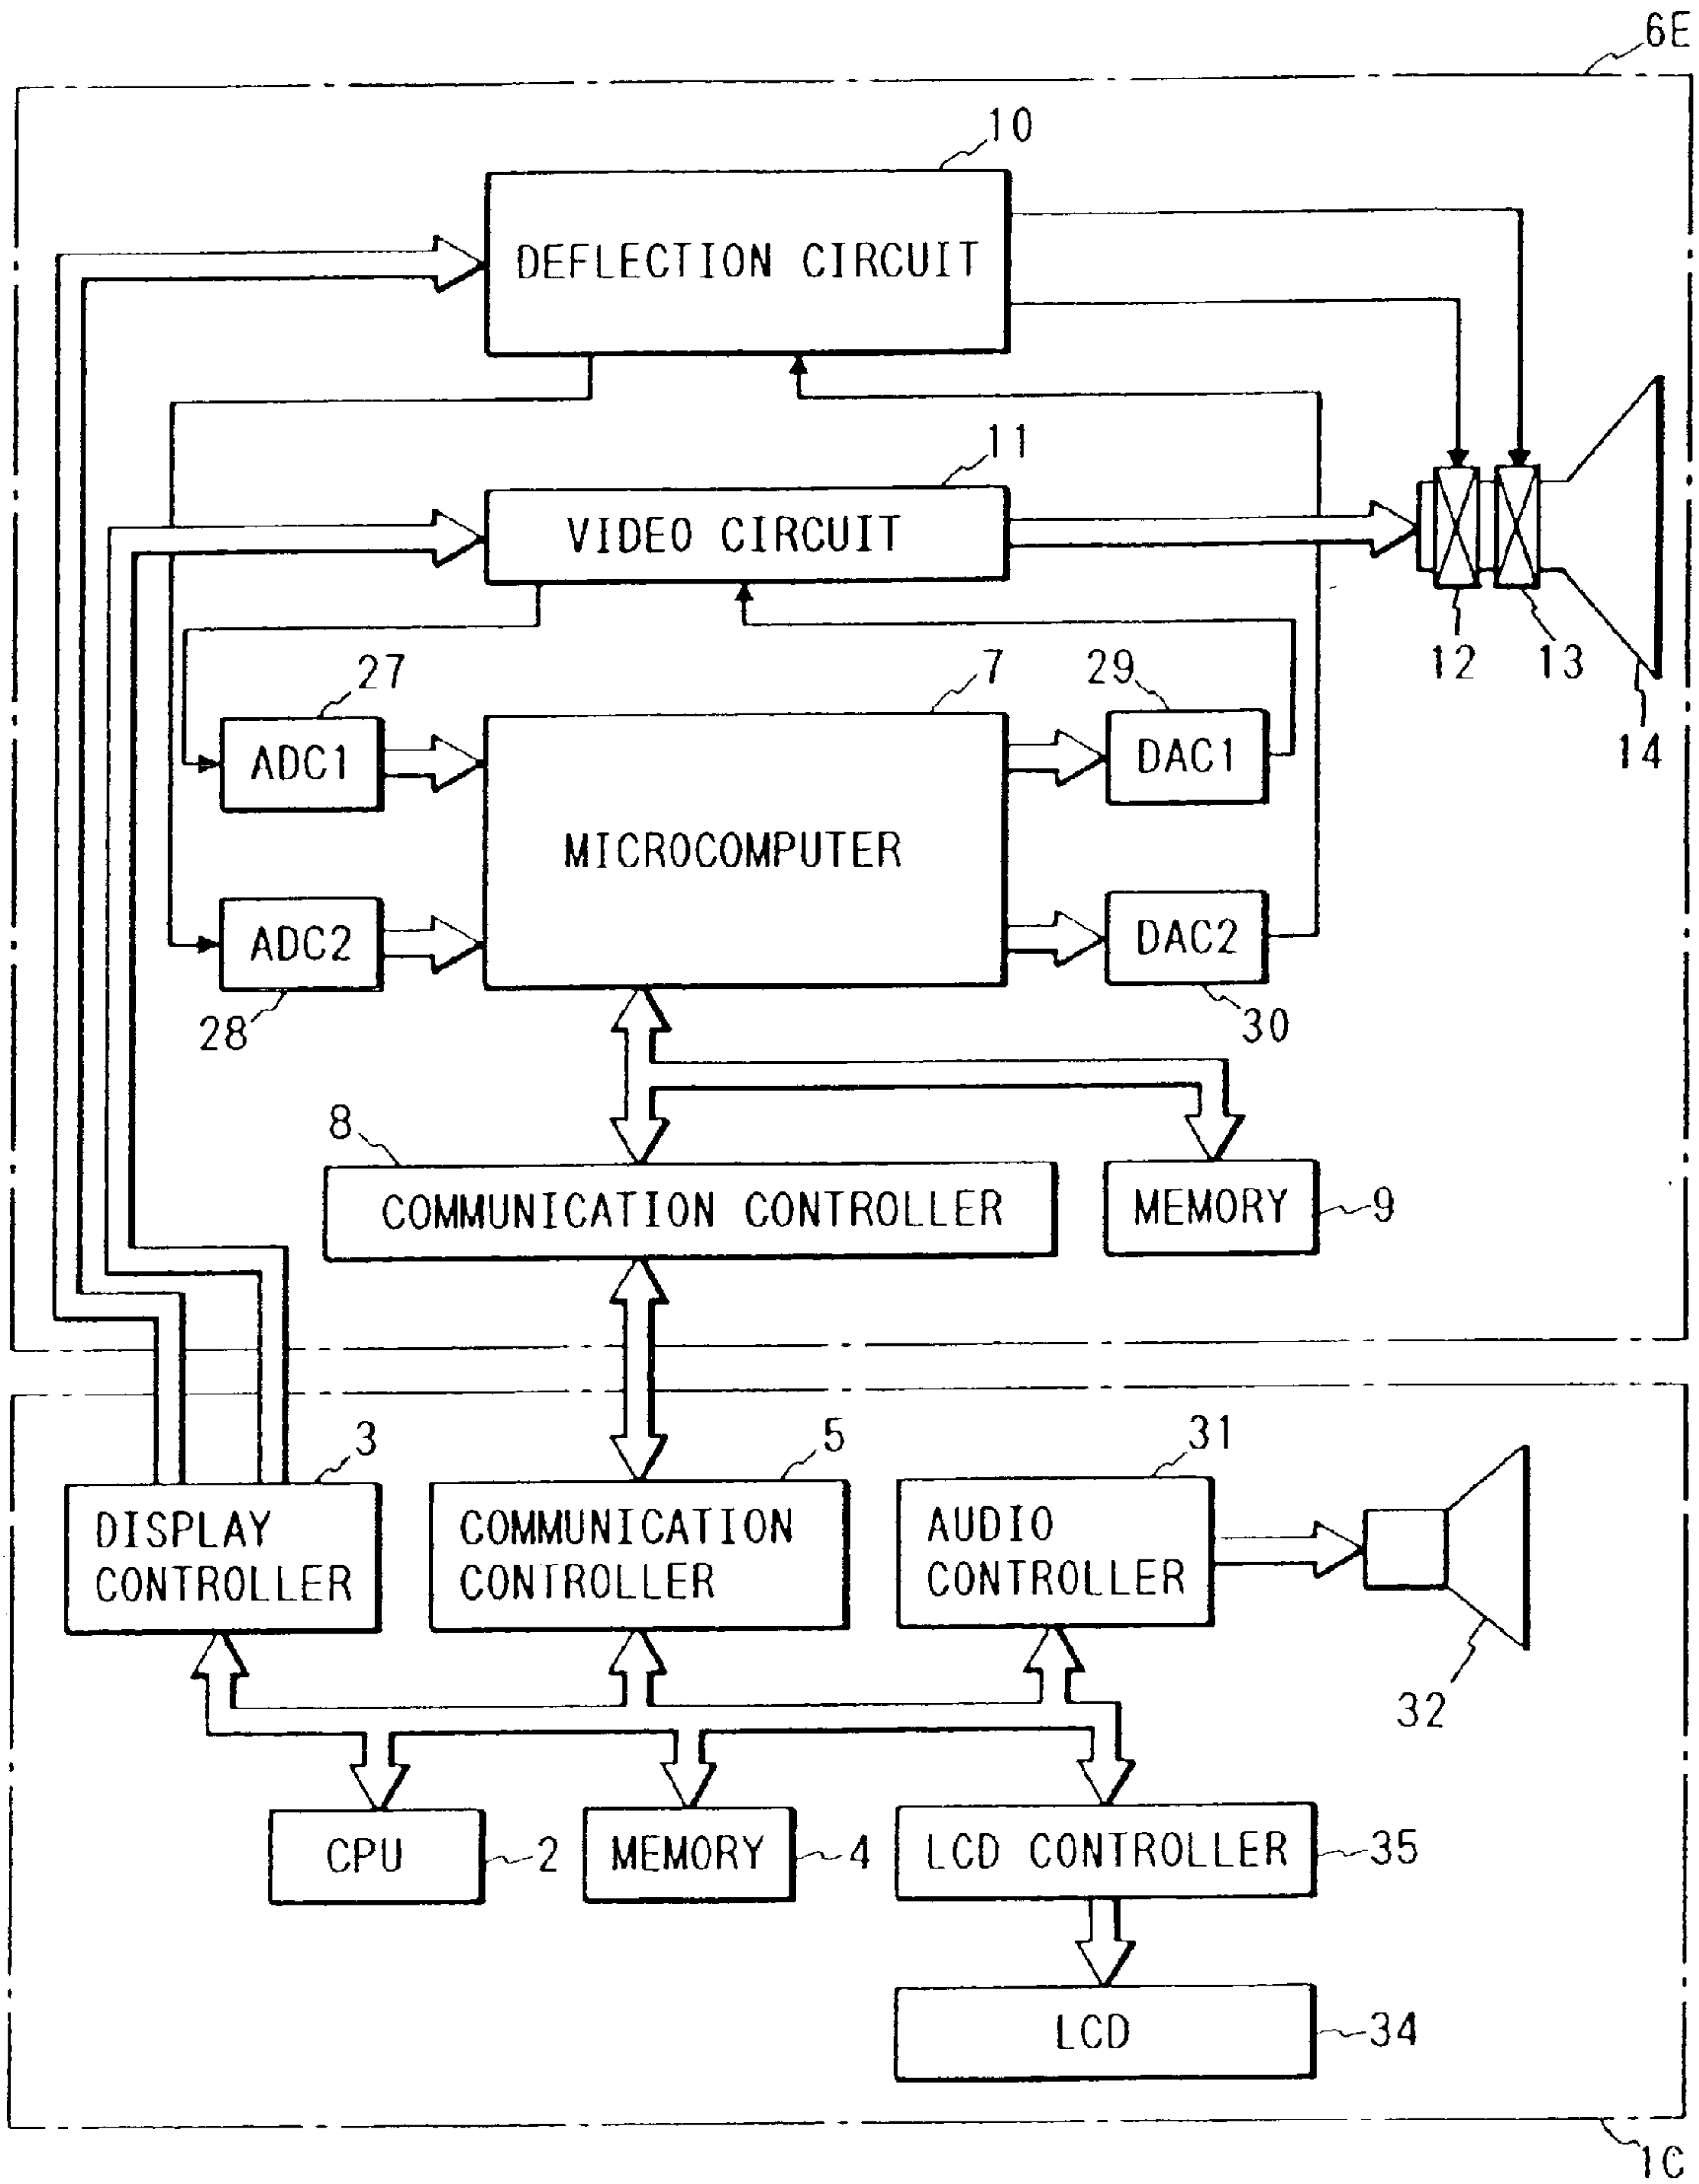 6E
10
DEFLECTION CIRCUIT
11
VIDEO CIRCUIT
12
13
14
27
7
29
ADC1
DAC1
MICROCOMPUTER
ADC2
DAC2
28
30
8
COMMUNICATION CONTROLLER
MEMORY
9
3
5
31
DISPLAY
CONTROLLER
COMMUNICATION
CONTROLLER
AUDIO
CONTROLLER
32
CPU
2
MEMORY
4
LCD CONTROLLER
35
LCD
34
1C